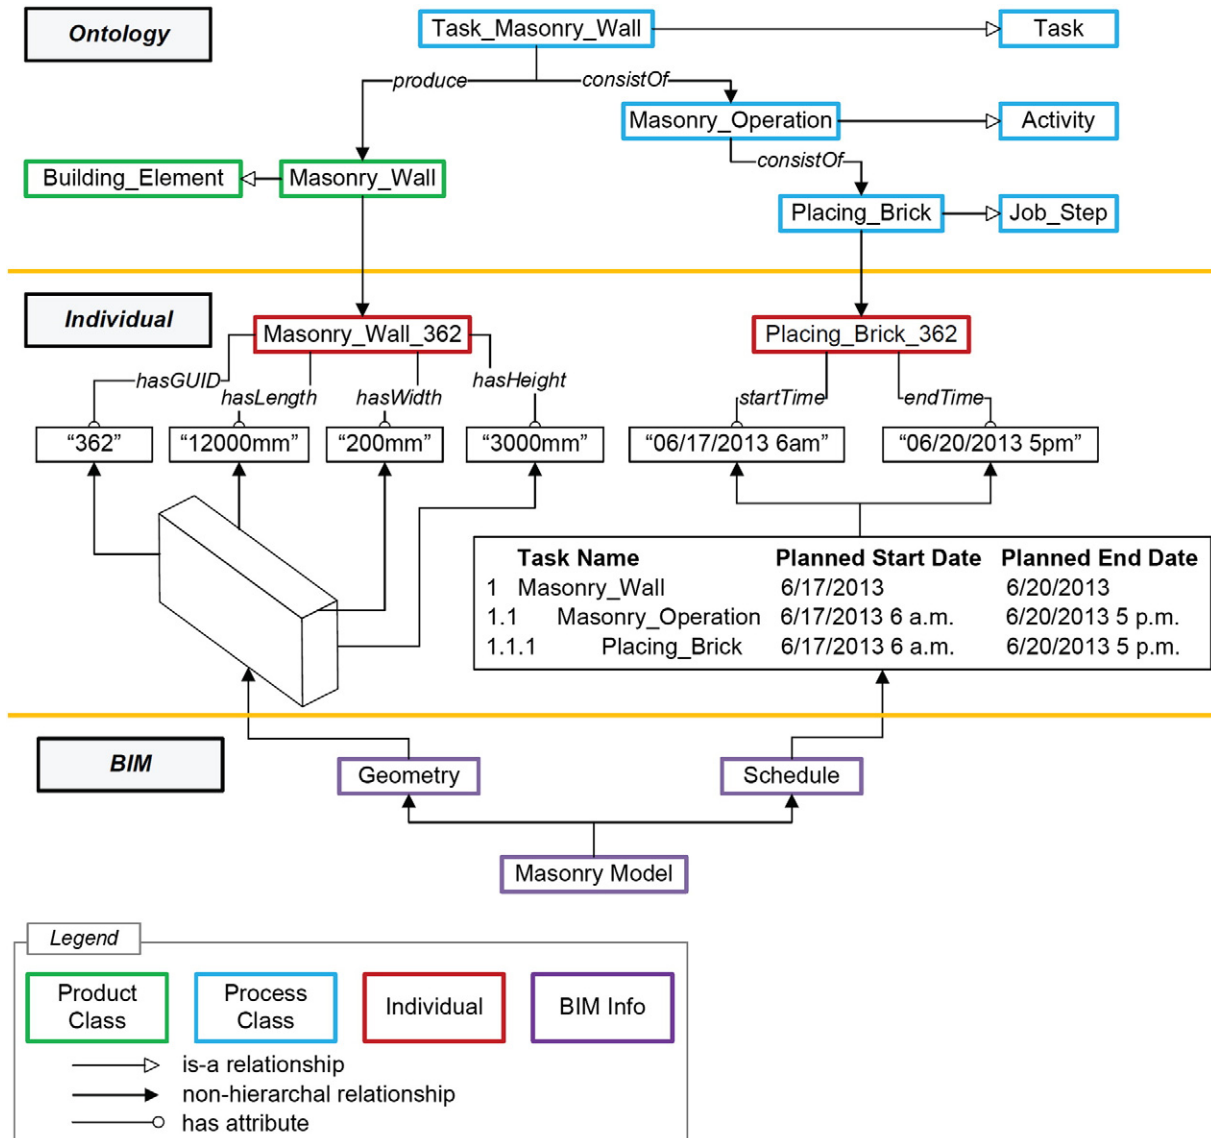 Ontology
Task_Masonry_Wall
Task
produce
consistOf
Masonry_Operation
Activity
consistOf
Building_Element
Masonry_Wall
Placing_Brick
Job_Step
Individual
Masonry_Wall_362
Placing_Brick_362
hasGUID
hasLength
hasWidth
hasHeight
startTime
endTime
“362”
“12000mm”
“200mm”
“3000mm”
“06/17/2013 6am”
“06/20/2013 5pm”
Task Name Planned Start Date Planned End Date
1 Masonry_Wall 6/17/2013 6/20/2013
1.1 Masonry_Operation 6/17/2013 6 a.m. 6/20/2013 5 p.m.
1.1.1 Placing_Brick 6/17/2013 6 a.m. 6/20/2013 5 p.m.
BIM
Geometry
Schedule
Masonry Model
Legend
Product
Class
Process
Class
Individual
BIM Info
is-a relationship
non-hierarchal relationship
has attribute